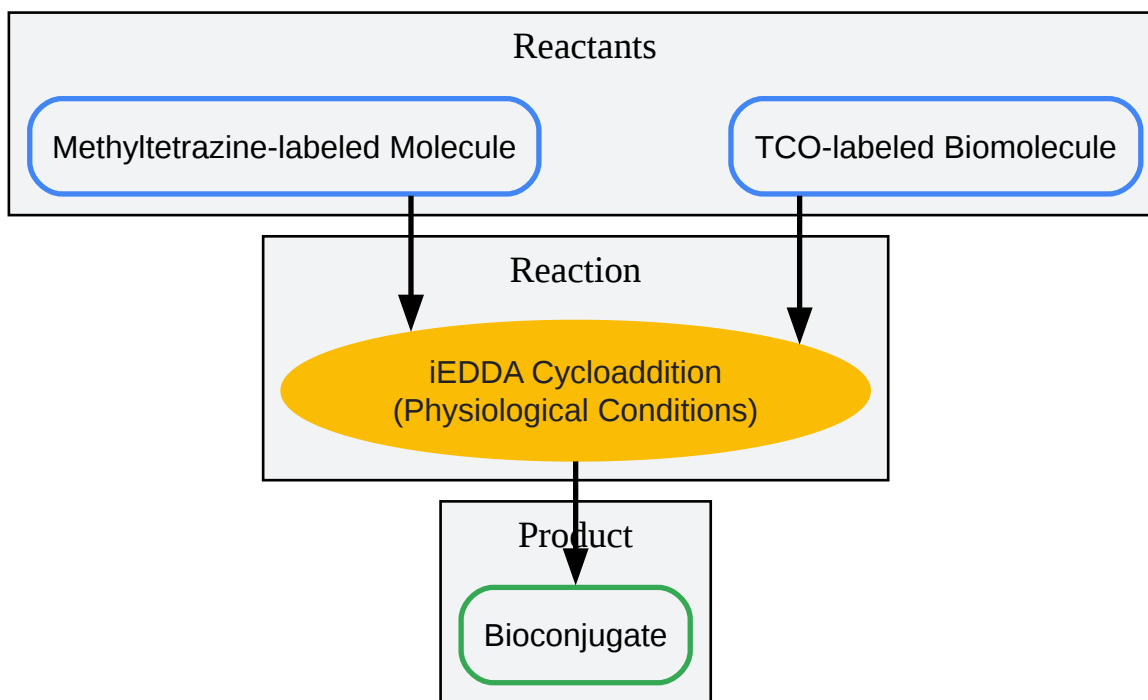 Reactants
Methyltetrazine-labeled Molecule
TCO-labeled Biomolecule
Reaction
iEDDA Cycloaddition
(Physiological Conditions)
Product
Bioconjugate